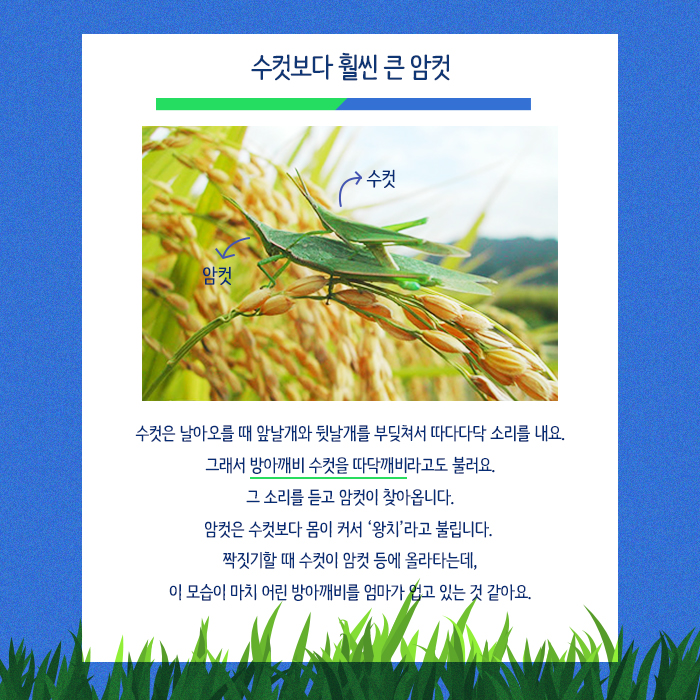 수컷보다 훨씬 큰 암컷
수컷
암컷
수컷은 날아오를 때 앞날개와 뒷날개를 부딪쳐서 따다다닥 소리를 내요.
그래서 방아깨비 수컷을 따닥깨비라고도 불러요.
그 소리를 듣고 암컷이 찾아옵니다.
암컷은 수컷보다 몸이 커서 ‘왕치’라고 불립니다.
짝짓기할 때 수컷이 암컷 등에 올라타는데,
이 모습이 마치 어린 방아깨비를 엄마가 업고 있는 것 같아요.